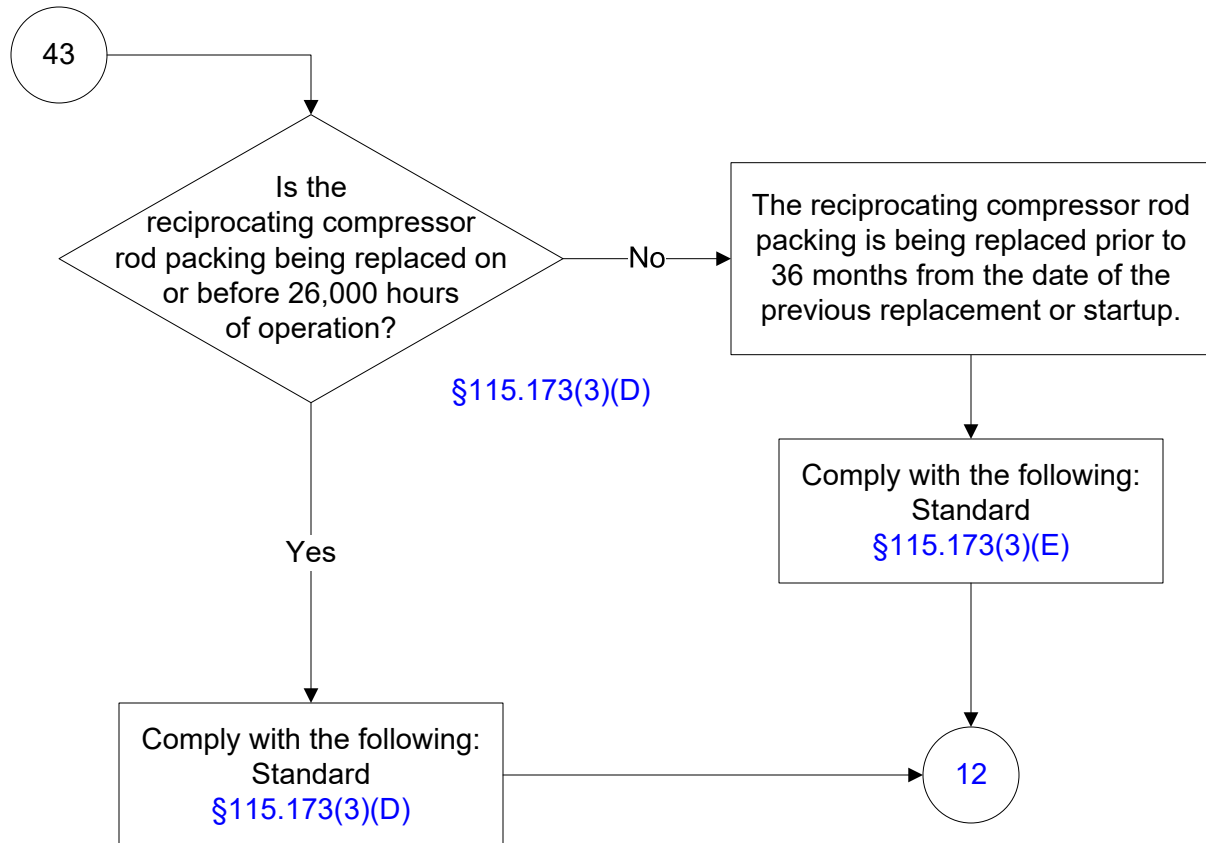 43
Is the
reciprocating compressor
rod packing being replaced on
or before 26,000 hours
of operation?
No
The reciprocating compressor rod
packing is being replaced prior to
36 months from the date of the
previous replacement or startup.
§115.173(3)(D)
Comply with the following:
Standard
§115.173(3)(E)
Yes
Comply with the following:
Standard
§115.173(3)(D)
12